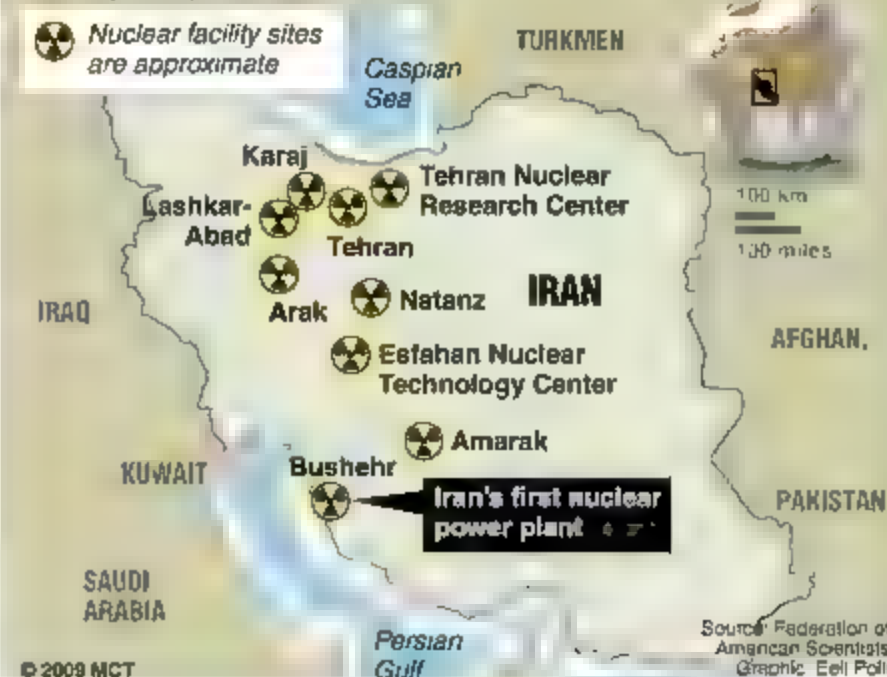 Nuclear facility sites
are approximate
TURKMEN
Caspian
Sea
Karaj
Tehran Nuclear
Research Center
Lashkar-
Abad
Tehran
100 km
100 miles
IRAQ
Arak
Natanz
IRAN
AFGHAN.
Esfahan Nuclear
Technology Center
Amarak
KUWAIT
Bushehr
Iran's first nuclear
power plant
PAKISTAN
SAUDI
ARABIA
Persian
Gulf
Source: Federation of
American Scientists
Graphic:
© 2009 MCT